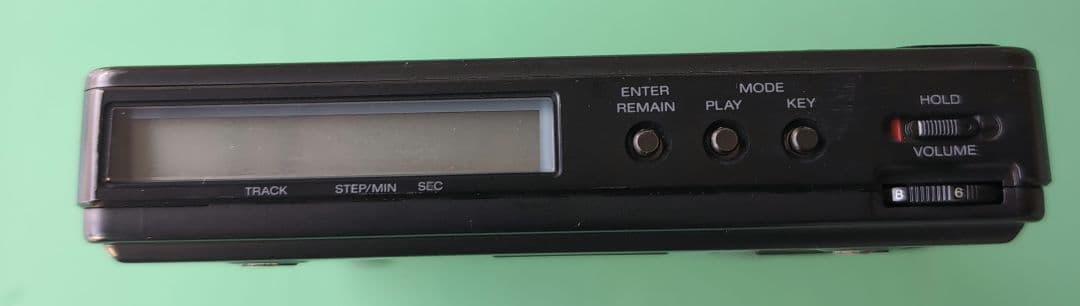 ENTER
REMAIN
MODE
PLAY
KEY
HOLD
VOLUME
B 6
TRACK
STEP/MIN
SEC